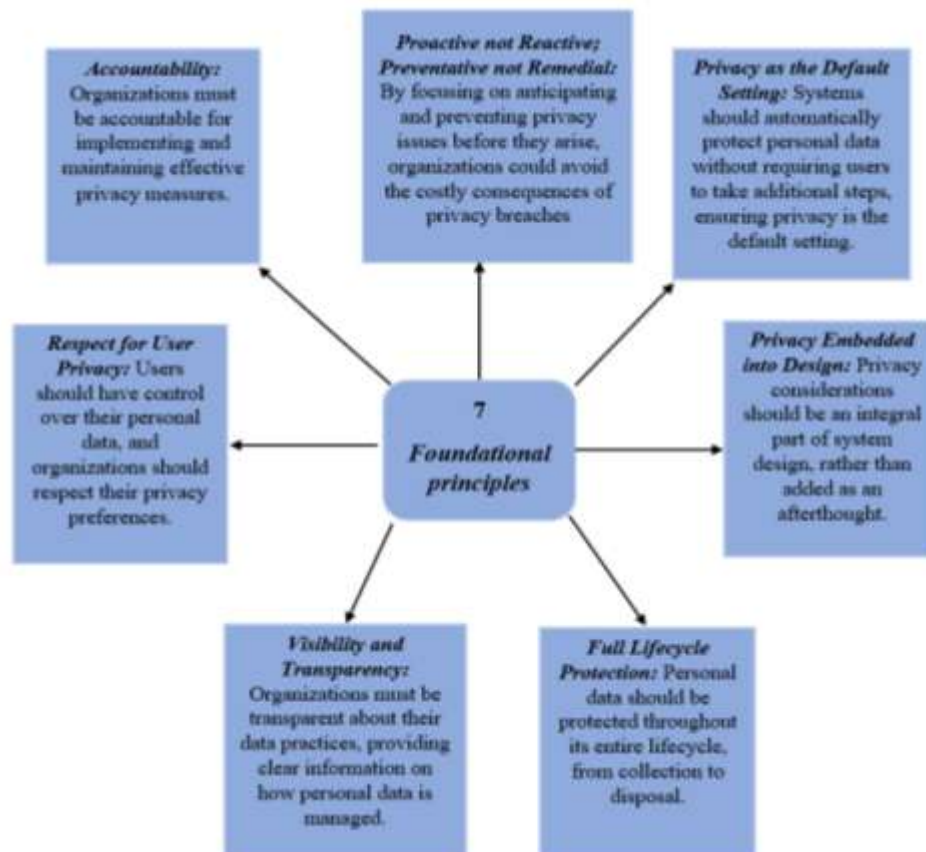 Proactive not Reactive;
Preventative not Remedial:
By focusing on anticipating
and preventing privacy
issues before they arise,
organizations could avoid
the costly consequences of
privacy breaches
Accountability:
Organizations must
be accountable for
implementing and
maintaining effective
privacy measures.
Privacy as the Default
Setting: Systems
should automatically
protect personal data
without requiring users
to take additional steps,
ensuring privacy is the
default setting.
Respect for User
Privacy: Users
should have control
over their personal
data, and
organizations should
respect their privacy
preferences.
7
Foundational
principles
Privacy Embedded
into Design: Privacy
considerations
should be an integral
part of system
design, rather than
added as an
afterthought.
Visibility and
Transparency:
Organizations must be
transparent about their
data practices, providing
clear information on
how personal data is
managed.
Full Lifecycle
Protection: Personal
data should be
protected throughout
its entire lifecycle,
from collection to
disposal.